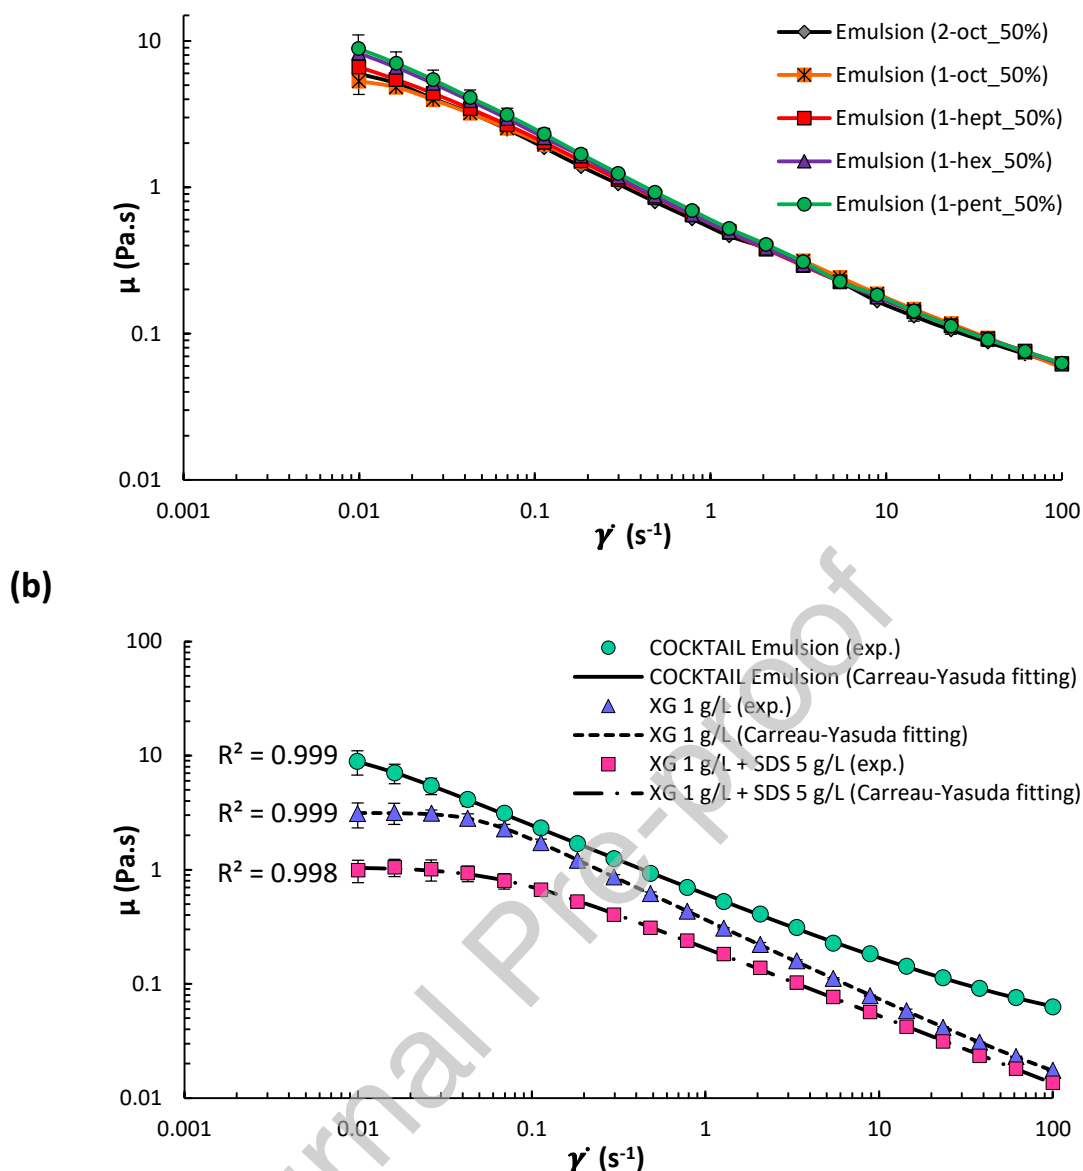 10
1
0.1
0.01
μ (Pa.s)
Emulsion (2-oct_50%)
Emulsion (1-oct_50%)
Emulsion (1-hept_50%)
Emulsion (1-hex_50%)
Emulsion (1-pent_50%)
0.001 0.01 0.1 1 10 100
γ̇ (s⁻¹)
(b)
100
10
1
0.1
0.01
μ (Pa.s)
COCKTAIL Emulsion (exp.)
COCKTAIL Emulsion (Carreau-Yasuda fitting)
XG 1 g/L (exp.)
XG 1 g/L (Carreau-Yasuda fitting)
XG 1 g/L + SDS 5 g/L (exp.)
XG 1 g/L + SDS 5 g/L (Carreau-Yasuda fitting)
R² = 0.999
R² = 0.999
R² = 0.998
0.001 0.01 0.1 1 10 100
γ̇ (s⁻¹)
rnal Pre-proof